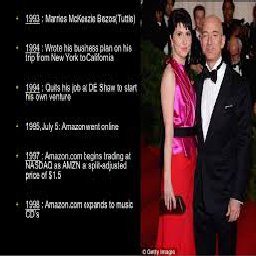 1993 : Marries McKenzie Bezos(Tuttle)
1994 : Wrote his business plan on his
trip from New York to California
1994 : Quits his job at DE Shaw to start
his own venture
1995,July 5: Amazon went online
1997 : Amazon.com begins trading at
NASDAQ as AMZN a split-adjusted
price of $1.5
1998 : Amazon.com expands to music
CD's
© Getty Images